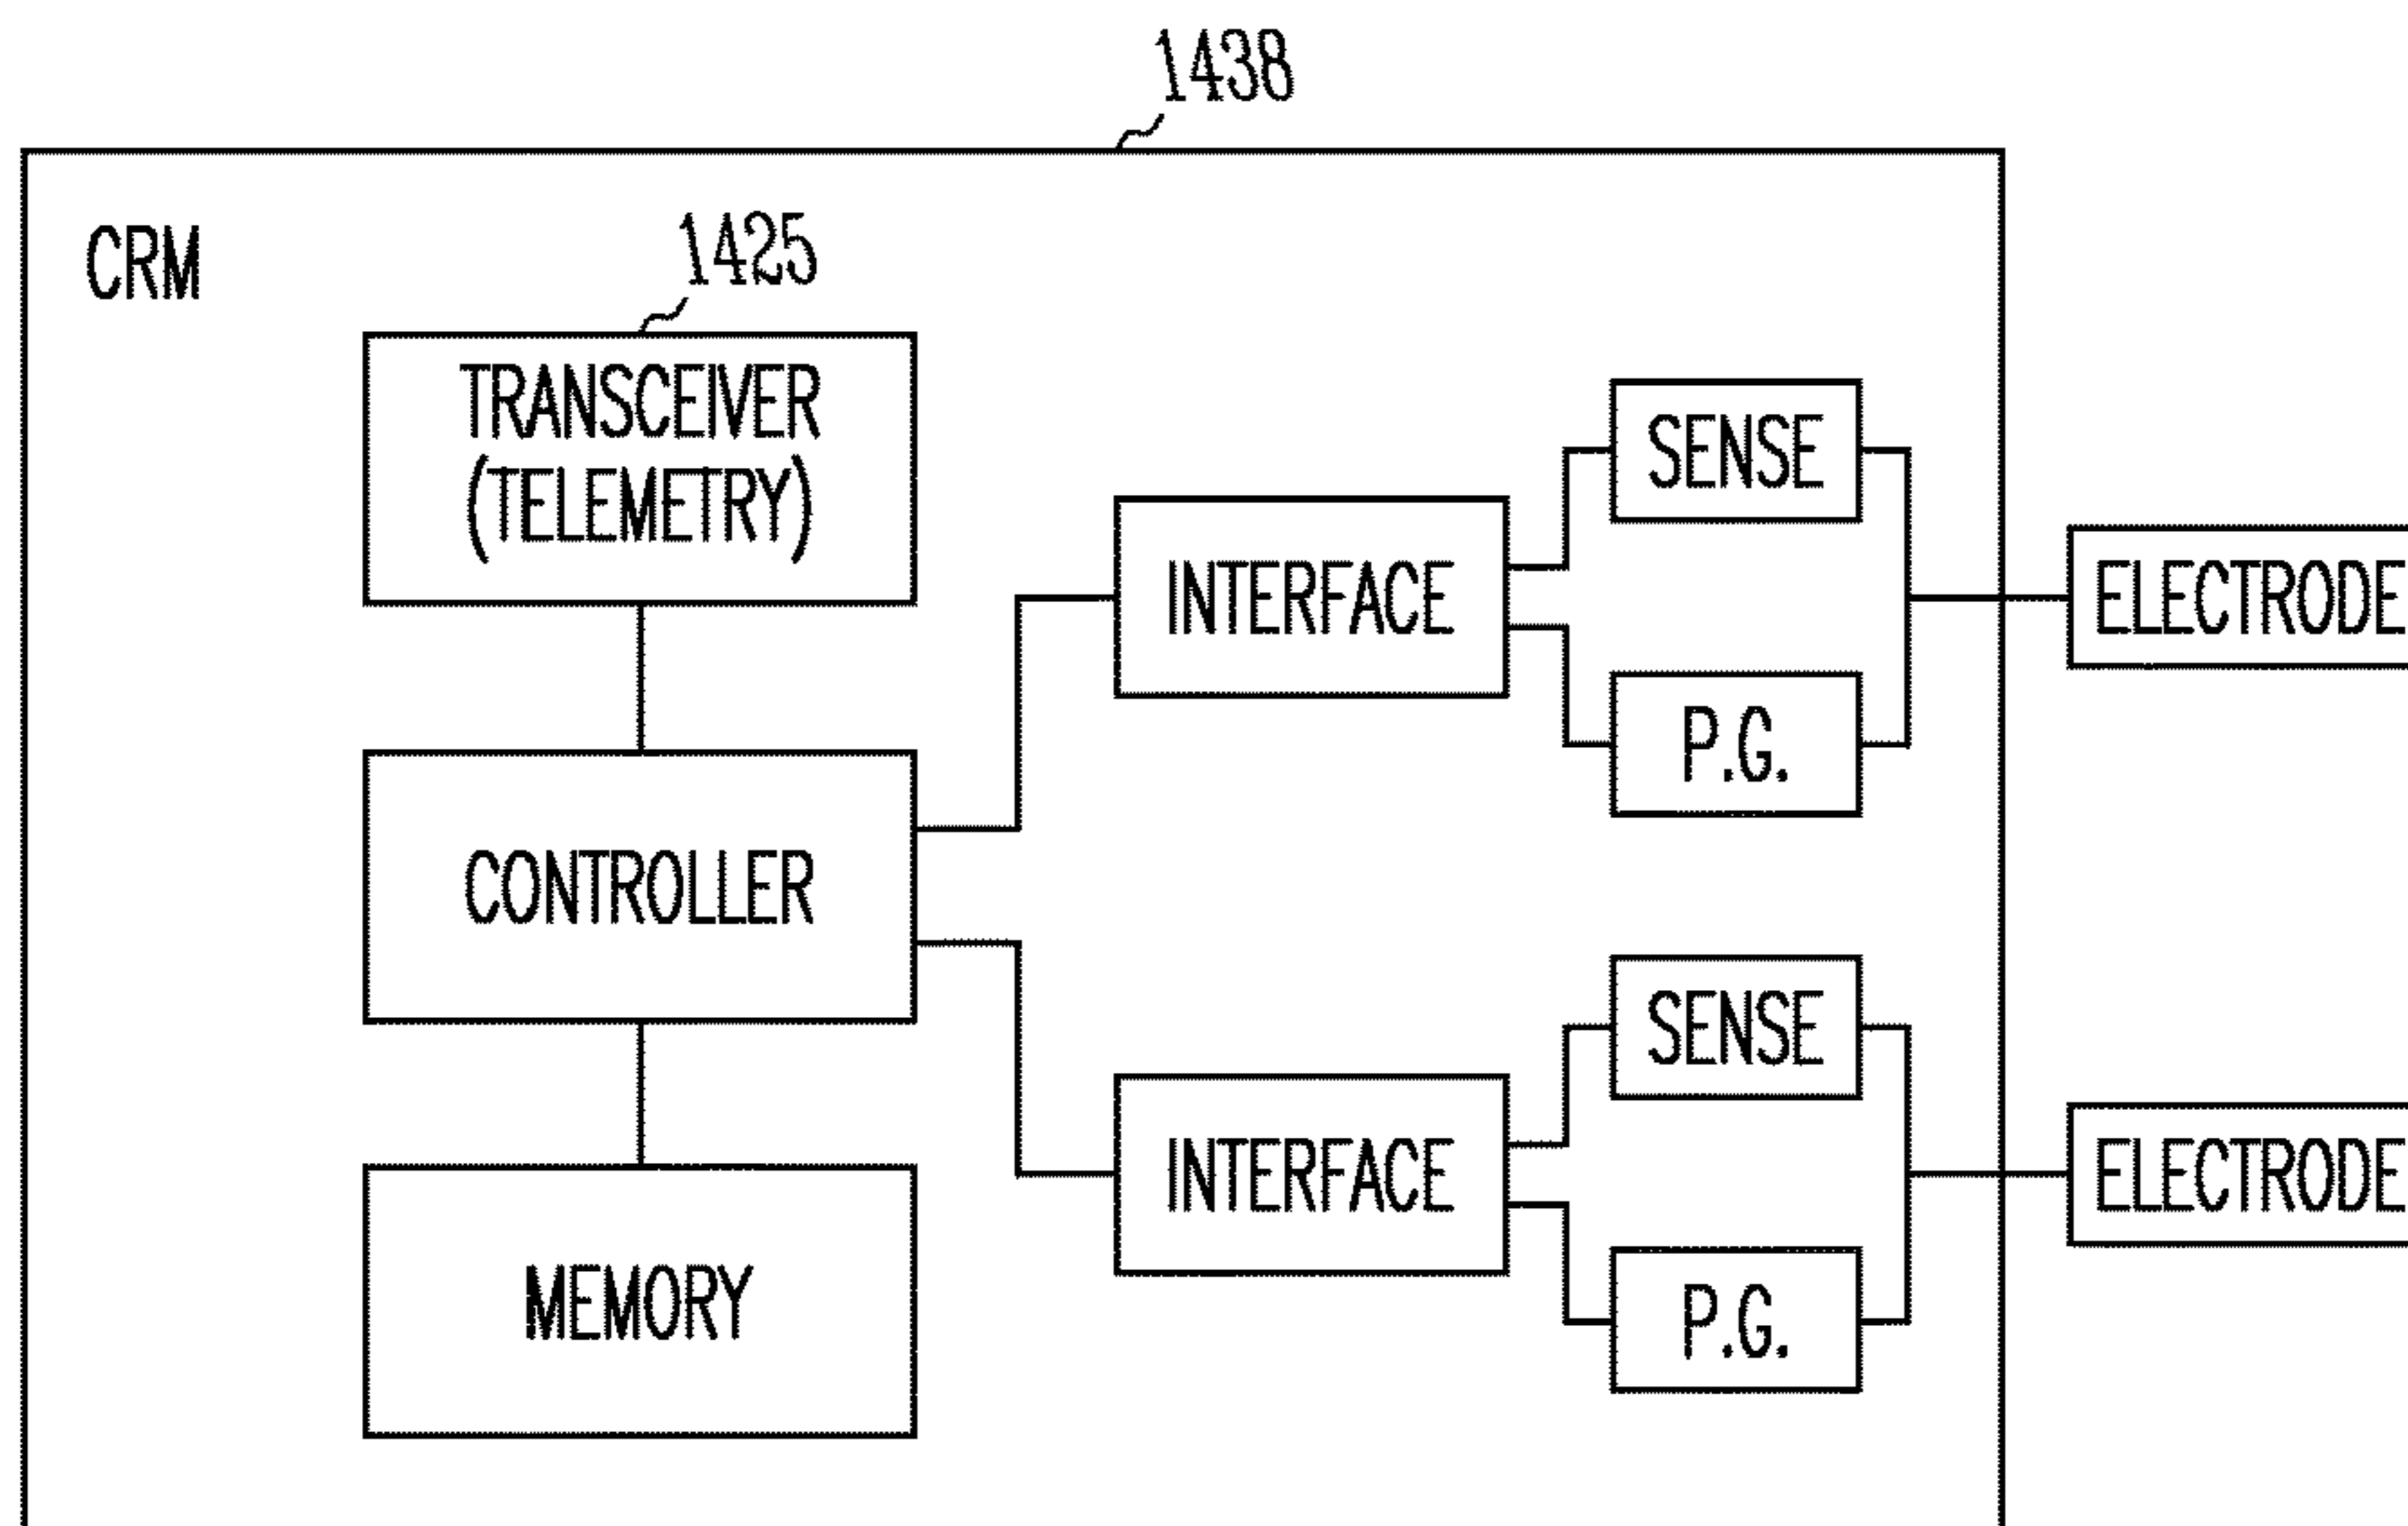 1438
CRM
1425
TRANSCEIVER
(TELEMETRY)
CONTROLLER
MEMORY
INTERFACE
SENSE
P.G.
ELECTRODE
INTERFACE
SENSE
P.G.
ELECTRODE